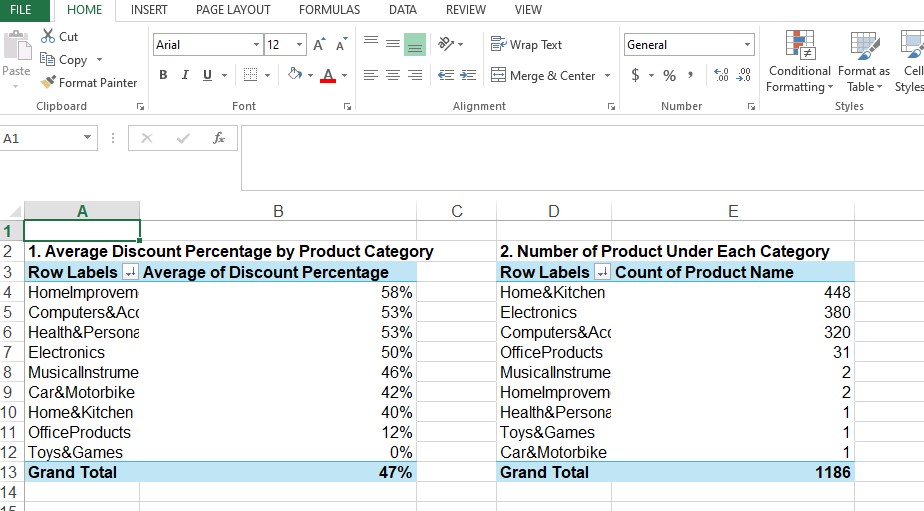 FILE HOME INSERT PAGE LAYOUT FORMULAS DATA REVIEW VIEW
Cut
Copy
Format Painter
Paste
Clipboard
Arial 12 A A
B I U A
Font
Wrap Text
Merge & Center
Alignment
General
$ % , .0 .00 .00 .0
Number
Conditional Formatting
Format as Table
Cell Styles
Styles
A1 fx
A B C D E
1
2 1. Average Discount Percentage by Product Category 2. Number of Product Under Each Category
3 Row Labels Average of Discount Percentage Row Labels Count of Product Name
4 HomeImprovem 58% Home&Kitchen 448
5 Computers&Acc 53% Electronics 380
6 Health&Persona 53% Computers&Acc 320
7 Electronics 50% OfficeProducts 31
8 MusicalInstrume 46% MusicalInstrume 2
9 Car&Motorbike 42% HomeImprovem 2
10 Home&Kitchen 40% Health&Persona 1
11 OfficeProducts 12% Toys&Games 1
12 Toys&Games 0% Car&Motorbike 1
13 Grand Total 47% Grand Total 1186
14
15